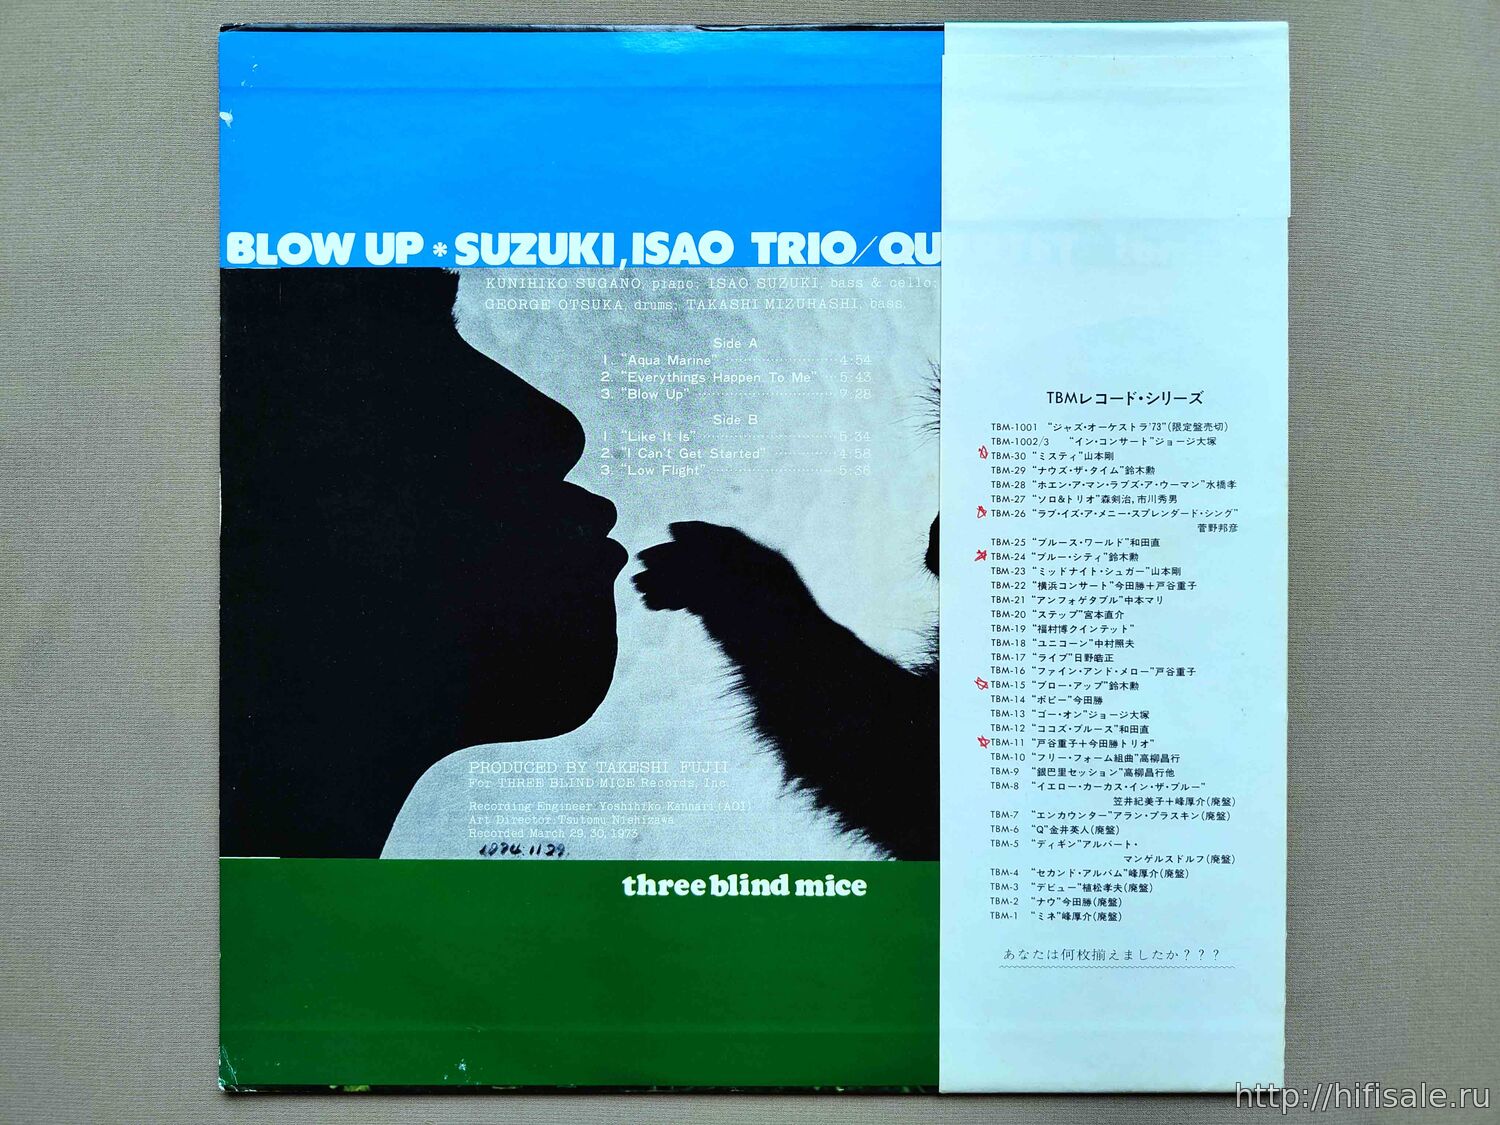 BLOW UP * SUZUKI, ISAO TRIO/QU
KUNIHIKO SUGANO, piano; ISAO SUZUKI, bass & cello;
GEORGE OTSUKA, drums; TAKASHI MIZUHASHI, bass.
Side A
1. "Aqua Marine" 4:54
2. "Everythings Happen To Me" 5:43
3. "Blow Up" 7:28
Side B
1. "Like It Is" 5:34
2. "I Can't Get Started" 4:58
3. "Low Flight" 5:36
PRODUCED BY TAKESHI FUJII
For THREE BLIND MICE Records, Inc.
Recording Engineer: Yoshihiko Kannari (AOI)
Art Director: Tsutomu Nishizawa
Recorded March 29, 30, 1973
1974. 11 29.
three blind mice
TBMレコード・シリーズ
TBM-1001 "ジャズ・オーケストラ'73"(限定盤売切)
TBM-1002/3 "イン・コンサート"ジョージ大塚
TBM-30 "ミスティ"山本剛
TBM-29 "ナウズ・ザ・タイム"鈴木勲
TBM-28 "ホエン・ア・マン・ラブズ・ア・ウーマン"水橋孝
TBM-27 "ソロ&トリオ"森剣治,市川秀男
TBM-26 "ラブ・イズ・ア・メニー・スプレンダード・シング"
菅野邦彦
TBM-25 "ブルース・ワールド"和田直
TBM-24 "ブルー・シティ"鈴木勲
TBM-23 "ミッドナイト・シュガー"山本剛
TBM-22 "横浜コンサート"今田勝+戸谷重子
TBM-21 "アンフォゲタブル"中本マリ
TBM-20 "ステップ"宮本直介
TBM-19 "福村博クインテット"
TBM-18 "ユニコーン"中村照夫
TBM-17 "ライブ"日野皓正
TBM-16 "ファイン・アンド・メロー"戸谷重子
TBM-15 "ブロー・アップ"鈴木勲
TBM-14 "ポピー"今田勝
TBM-13 "ゴー・オン"ジョージ大塚
TBM-12 "ココズ・ブルース"和田直
TBM-11 "戸谷重子+今田勝トリオ"
TBM-10 "フリー・フォーム組曲"高柳昌行
TBM-9 "銀巴里セッション"高柳昌行他
TBM-8 "イエロー・カーカス・イン・ザ・ブルー"
笠井紀美子+峰厚介(廃盤)
TBM-7 "エンカウンター"アラン・プラスキン(廃盤)
TBM-6 "Q"金井英人(廃盤)
TBM-5 "ディギン"アルバート・
マンゲルスドルフ(廃盤)
TBM-4 "セカンド・アルバム"峰厚介(廃盤)
TBM-3 "デビュー"植松孝夫(廃盤)
TBM-2 "ナウ"今田勝(廃盤)
TBM-1 "ミネ"峰厚介(廃盤)
あなたは何枚揃えましたか???
http://hifisale.ru